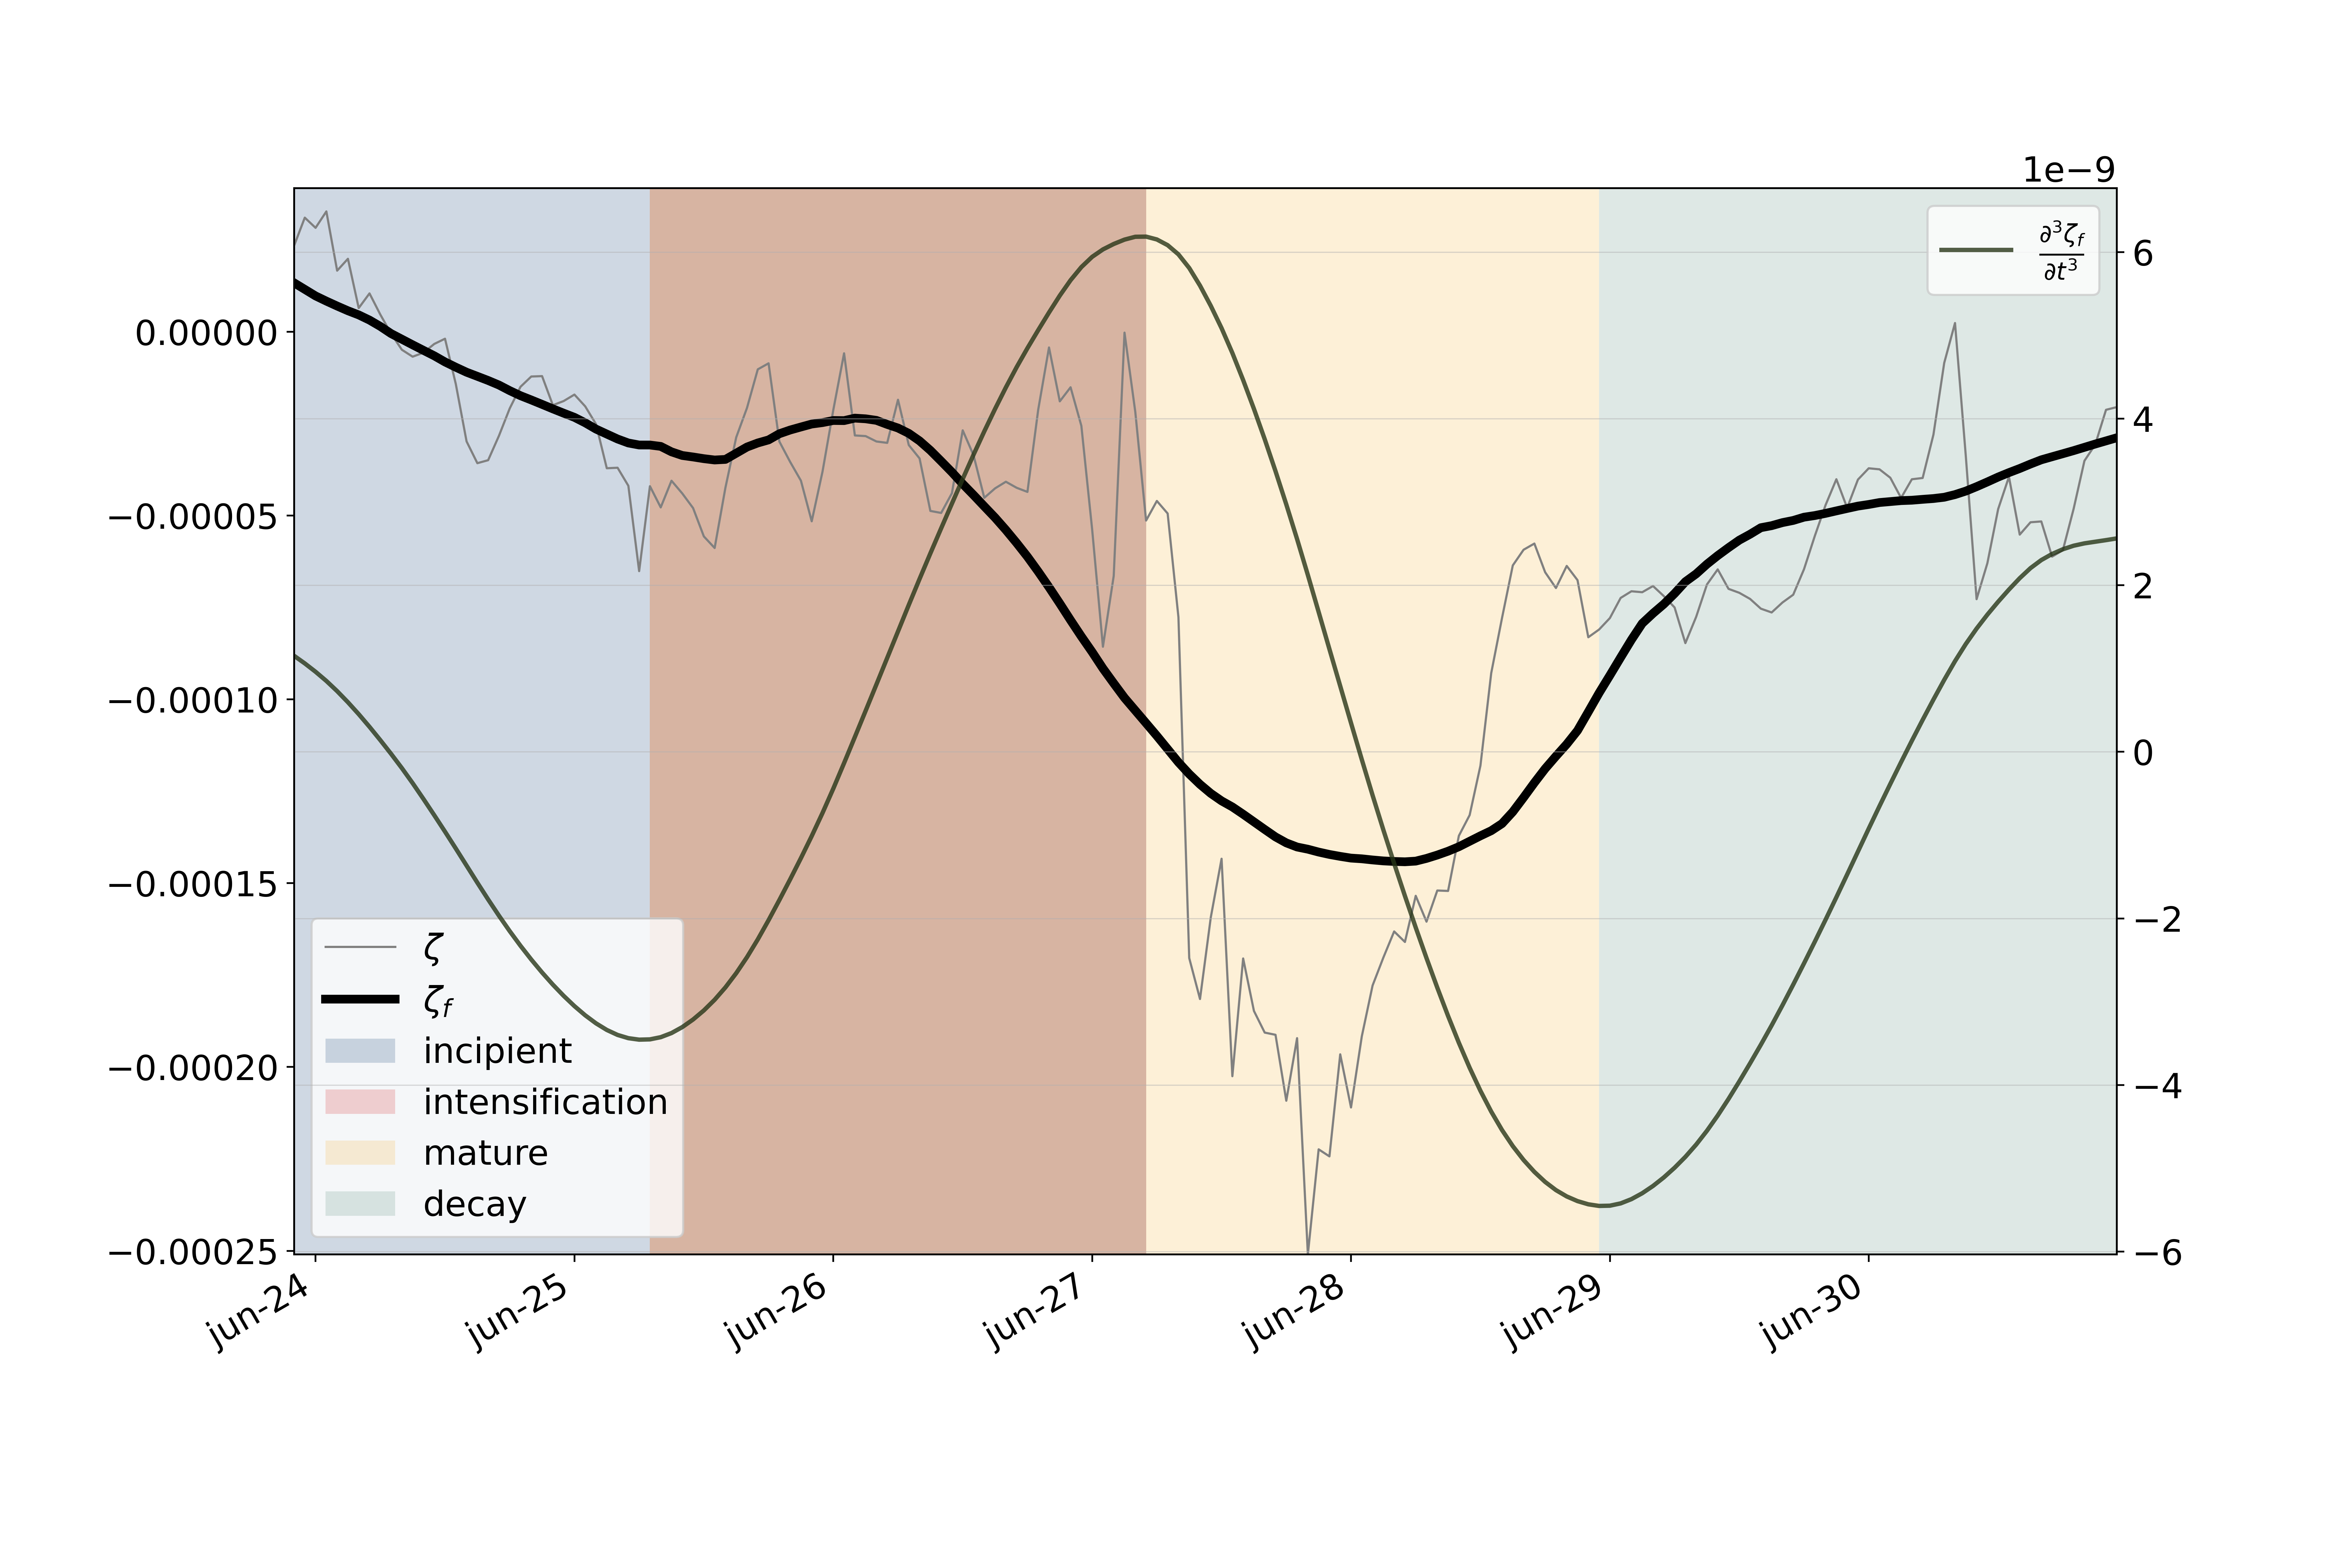 1e−9
0.00000
−0.00005
−0.00010
−0.00015
−0.00020
−0.00025
6
4
2
0
−2
−4
−6
∂³ζ_f
∂t³
ζ
ζ_f
incipient
intensification
mature
decay
jun-24
jun-25
jun-26
jun-27
jun-28
jun-29
jun-30